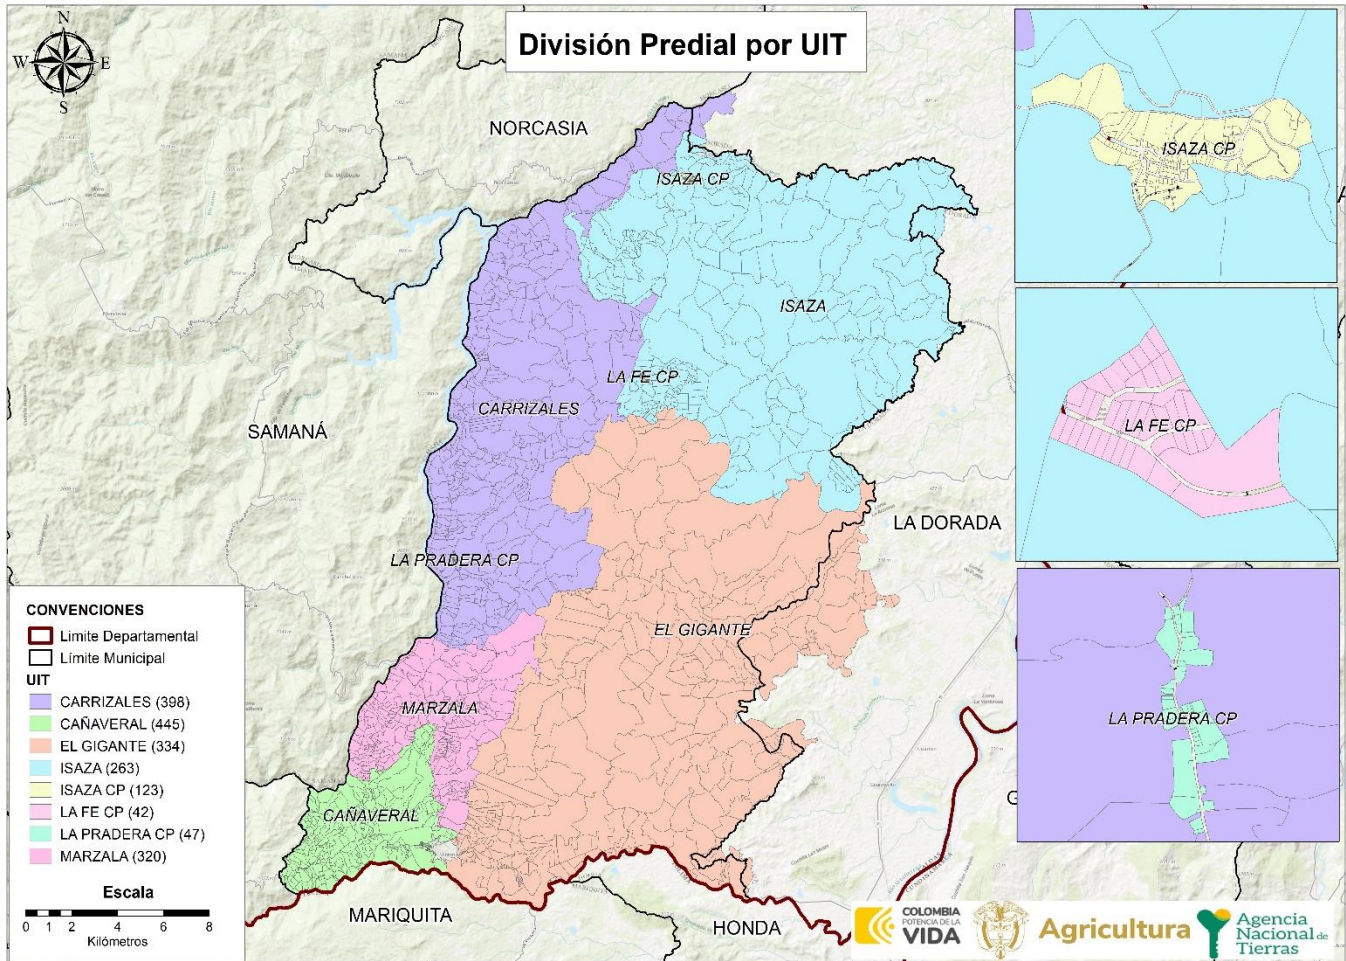 División Predial por UIT
N
W
E
S
NORCASIA
ISAZA CP
ISAZA
LA FE CP
CARRIZALES
SAMANÁ
LA DORADA
LA PRADERA CP
EL GIGANTE
MARZALA
CAÑAVERAL
MARIQUITA
HONDA
ISAZA CP
LA FE CP
LA PRADERA CP
CONVENCIONES
Limite Departamental
Límite Municipal
UIT
CARRIZALES (398)
CAÑAVERAL (445)
EL GIGANTE (334)
ISAZA (263)
ISAZA CP (123)
LA FE CP (42)
LA PRADERA CP (47)
MARZALA (320)
Escala
0 1 2 4 6 8
Kilómetros
COLOMBIA
POTENCIA DE LA
VIDA
Agricultura
Agencia
Nacional de
Tierras